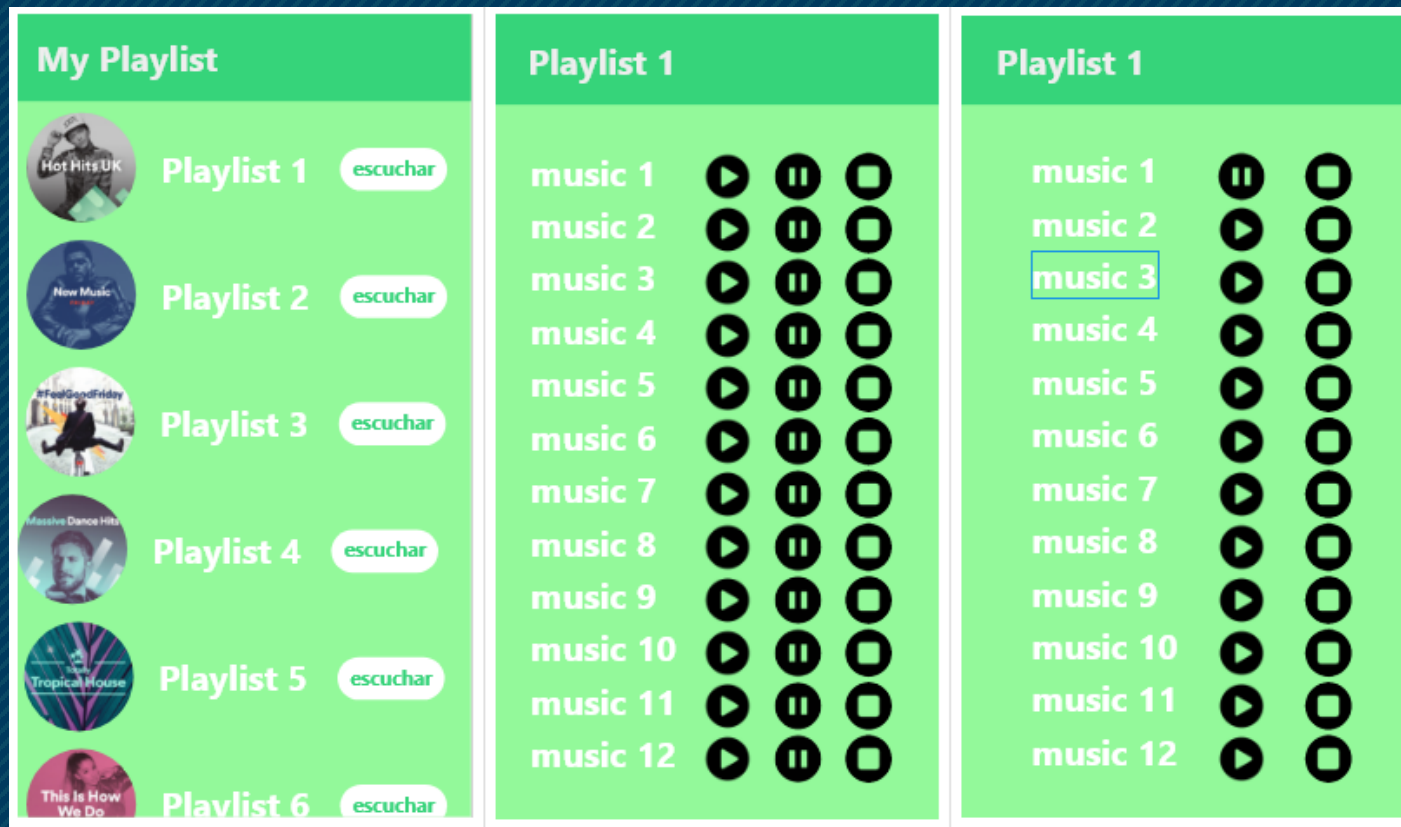 My Playlist
Hot Hits UK
Playlist 1
escuchar
New Music
Playlist 2
escuchar
#FeelGoodFriday
Playlist 3
escuchar
Massive Dance Hits
Playlist 4
escuchar
Totally
Tropical House
Playlist 5
escuchar
This Is How
We Do
Playlist 6
escuchar
Playlist 1
music 1
music 2
music 3
music 4
music 5
music 6
music 7
music 8
music 9
music 10
music 11
music 12
Playlist 1
music 1
music 2
music 3
music 4
music 5
music 6
music 7
music 8
music 9
music 10
music 11
music 12